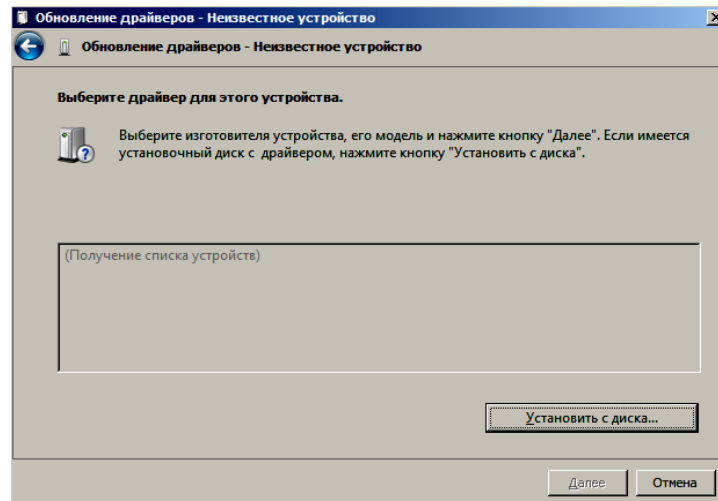 Обновление драйверов - Неизвестное устройство
Обновление драйверов - Неизвестное устройство
Выберите драйвер для этого устройства.
Выберите изготовителя устройства, его модель и нажмите кнопку "Далее". Если имеется
установочный диск с драйвером, нажмите кнопку "Установить с диска".
(Получение списка устройств)
Установить с диска...
Далее
Отмена